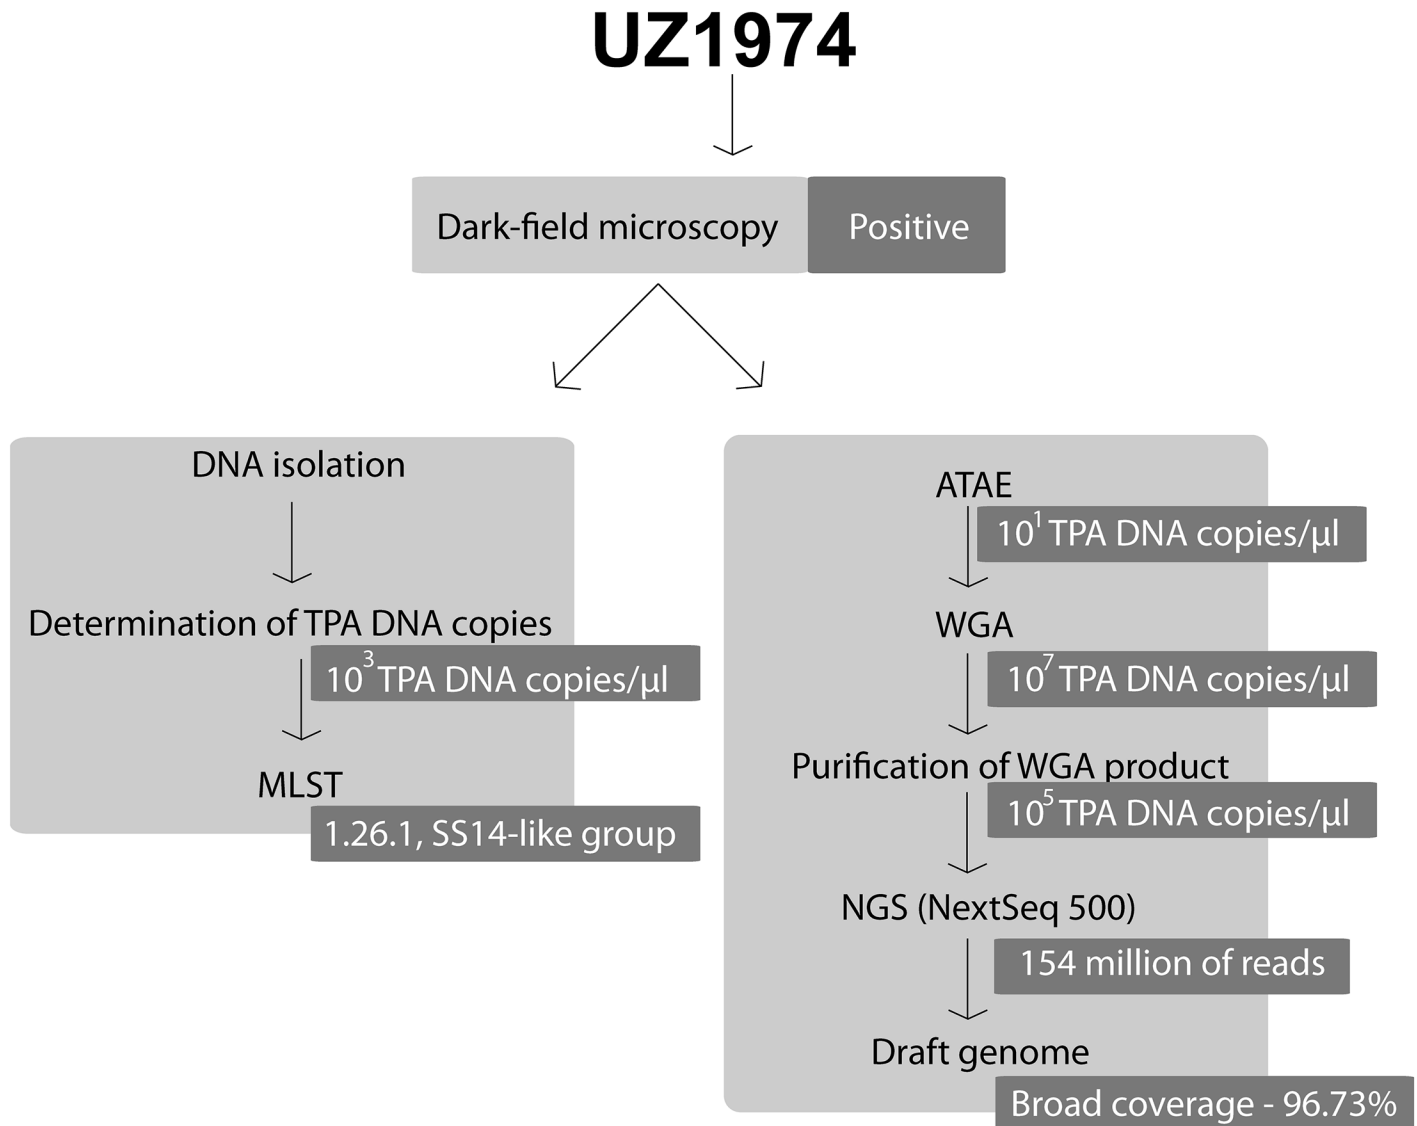 UZ1974
Dark-field microscopy
Positive
DNA isolation
Determination of TPA DNA copies
10³ TPA DNA copies/µl
MLST
1.26.1, SS14-like group
ATAE
10¹ TPA DNA copies/µl
WGA
10⁷ TPA DNA copies/µl
Purification of WGA product
10⁵ TPA DNA copies/µl
NGS (NextSeq 500)
154 million of reads
Draft genome
Broad coverage - 96.73%